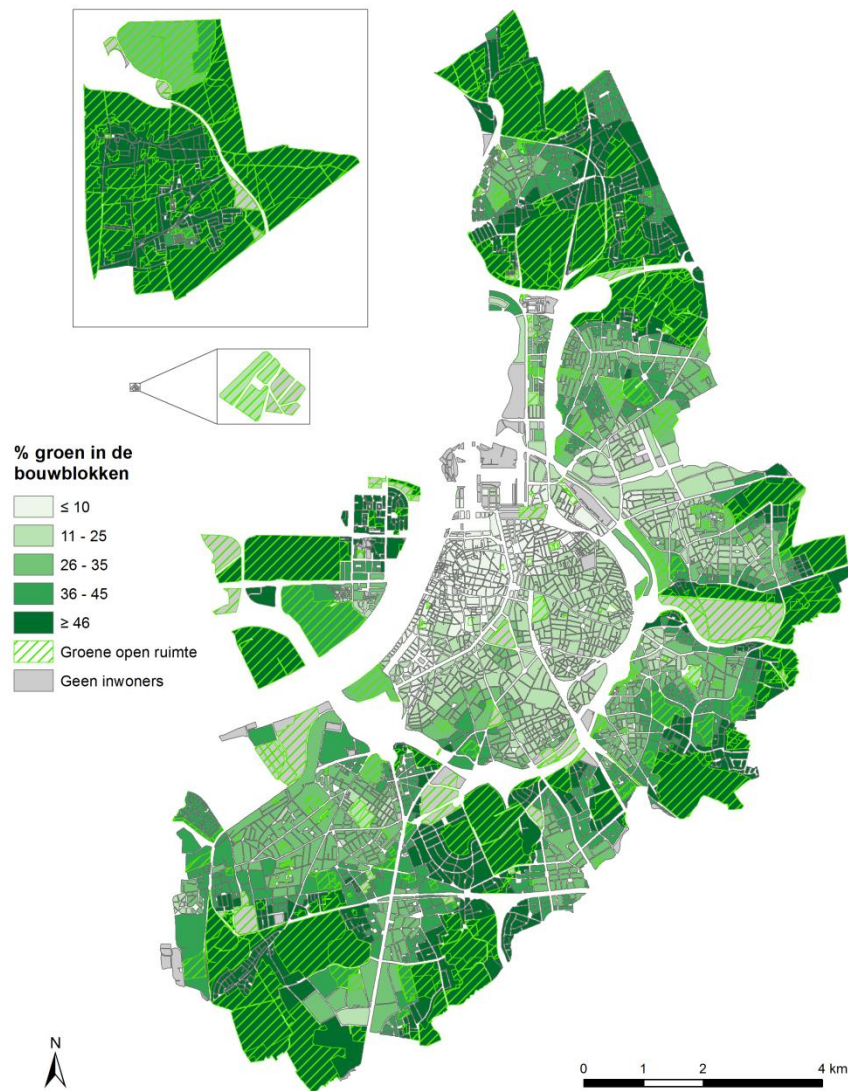 % groen in de
bouwblokken
≤ 10
11 - 25
26 - 35
36 - 45
≥ 46
Groene open ruimte
Geen inwoners
N
0 1 2 4 km